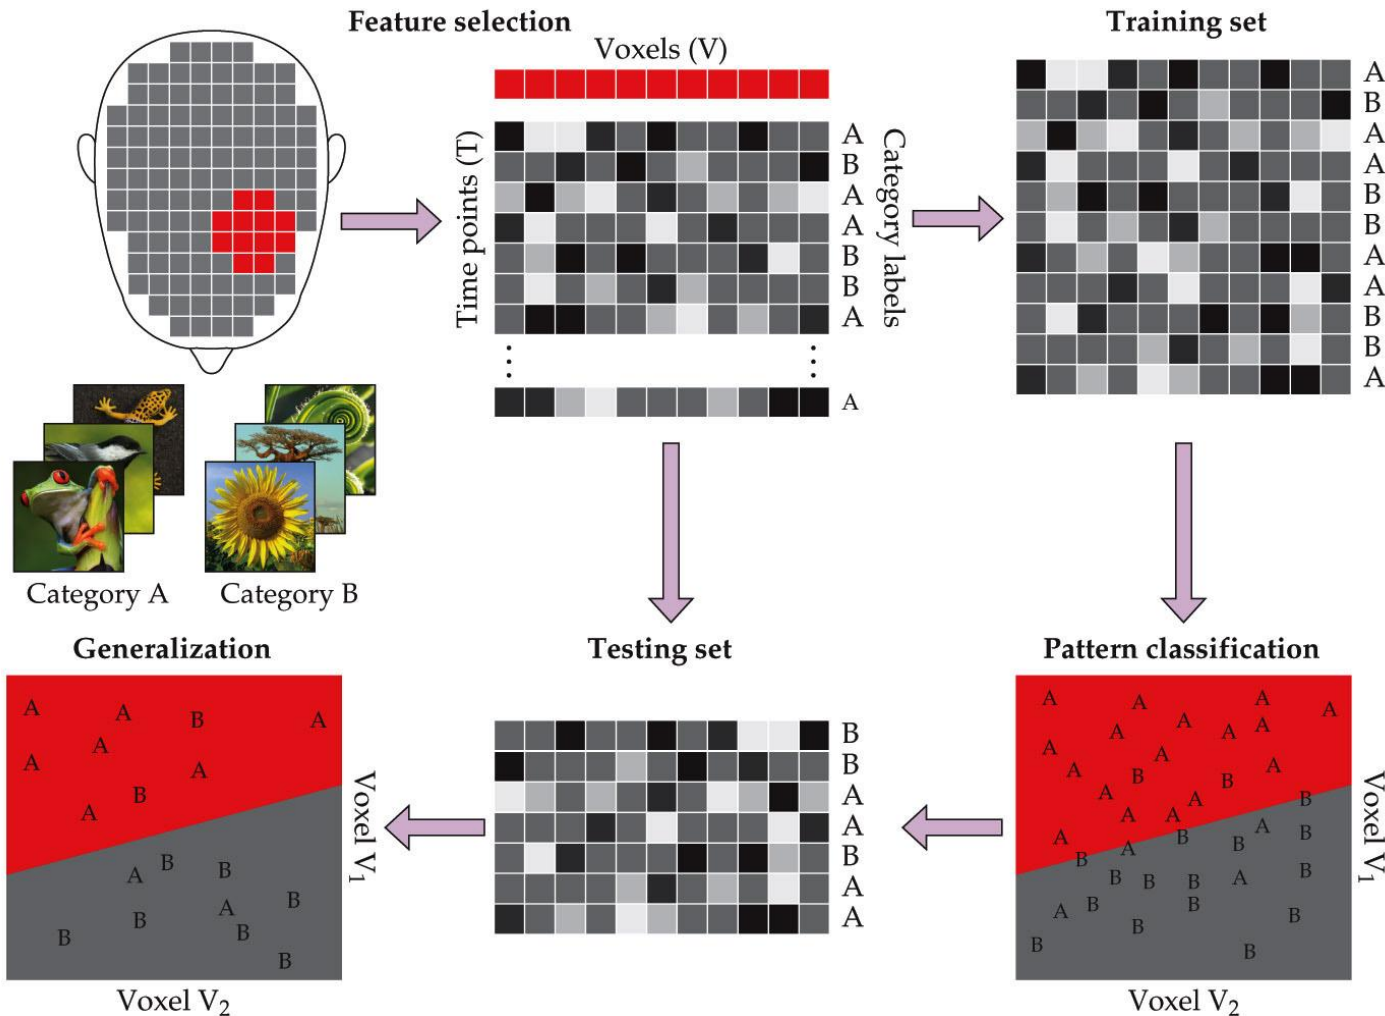 Feature selection
Voxels (V)
Time points (T)
Category labels
A
B
A
A
B
B
A
A
Training set
A
B
A
A
B
B
A
A
B
B
A
Category A
Category B
Generalization
A
A
B
A
A
A
A
B
A
B
A
B
B
A
B
B
B
B
Voxel V1
Voxel V2
Testing set
B
B
A
A
B
A
A
Pattern classification
A
A
A
A
A
A
A
A
A
A
A
A
B
B
A
A
B
A
A
A
A
B
B
A
B
A
B
B
B
B
B
A
B
A
B
B
B
B
B
B
Voxel V1
Voxel V2